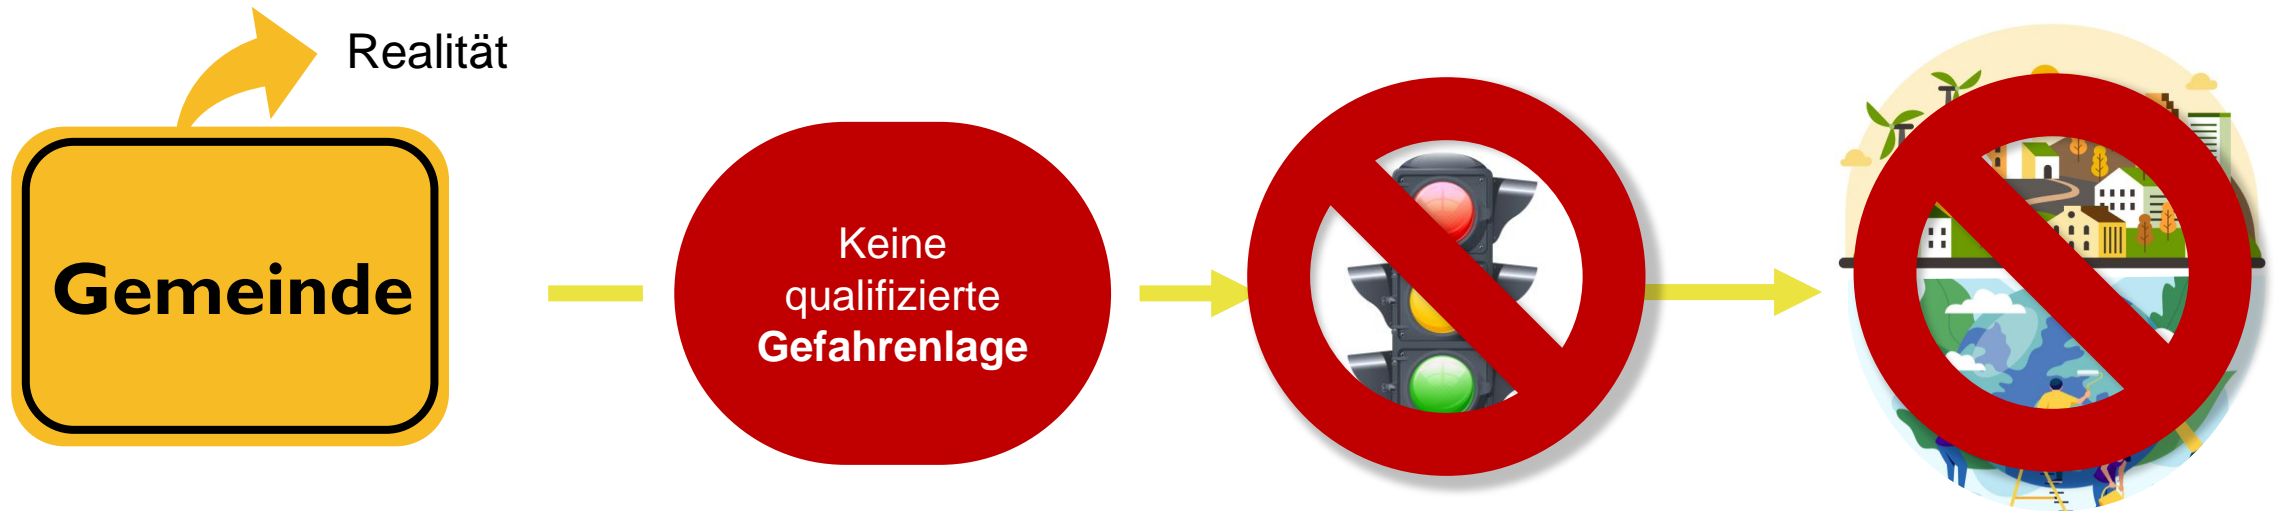 Realität
Gemeinde
Keine
qualifizierte
Gefahrenlage